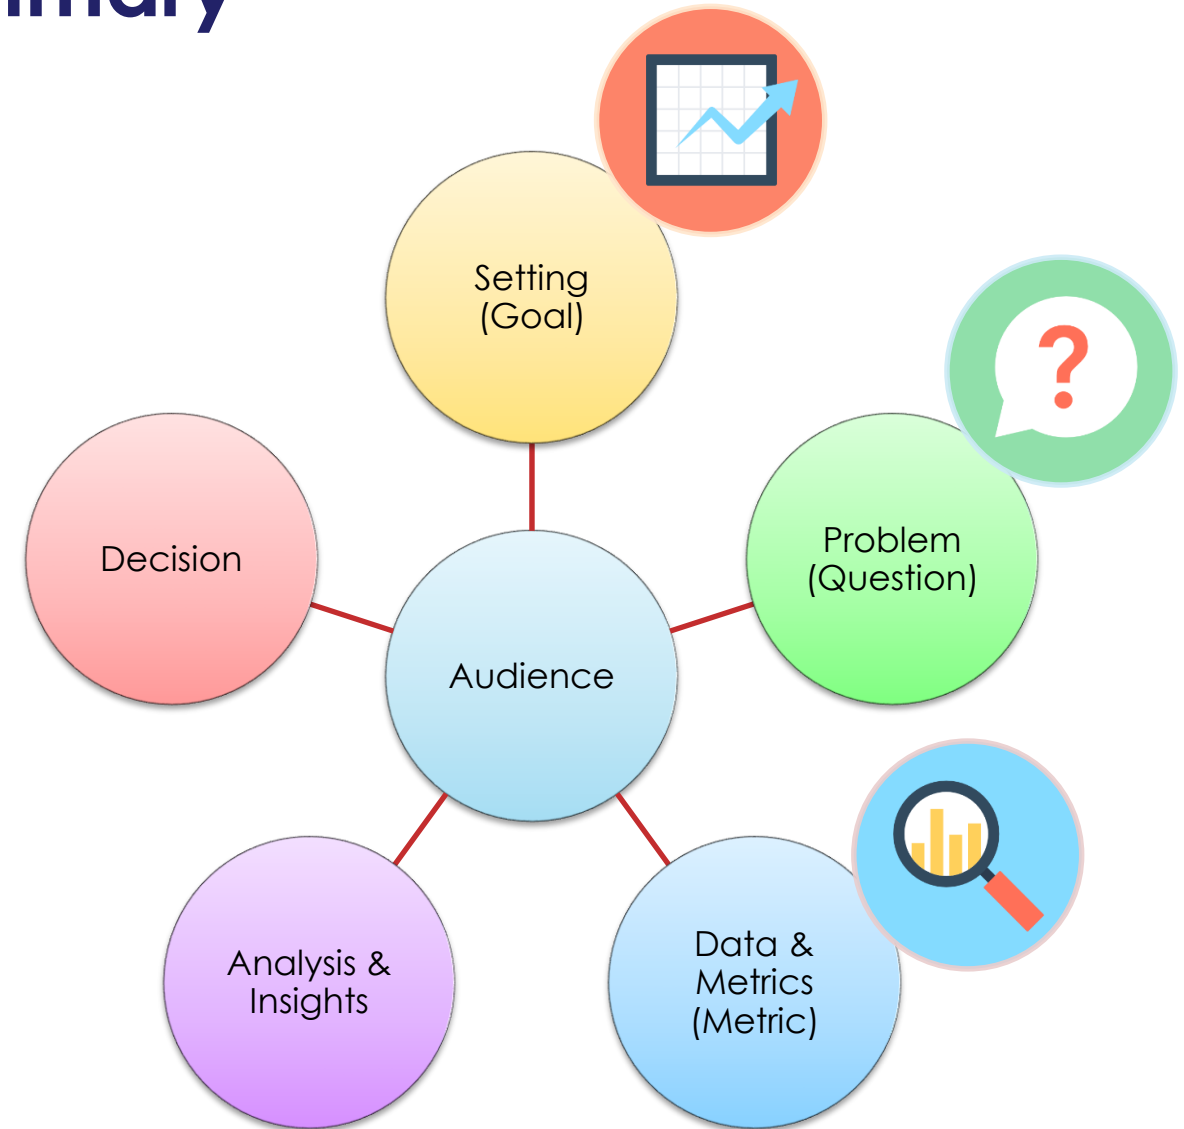 Setting
(Goal)
Problem
(Question)
Decision
Audience
Analysis &
Insights
Data &
Metrics
(Metric)
?